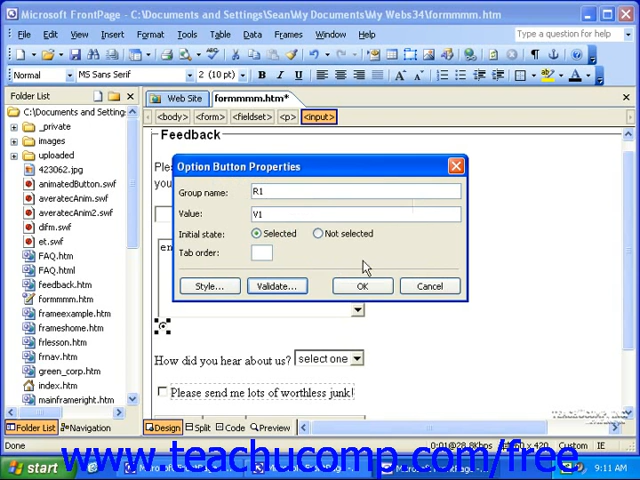 Microsoft FrontPage - C:\Documents and Settings\Sean\My Documents\My Webs34\formmmm.htm
File Edit View Insert Format Tools Table Data Frames Window Help
Type a question for help
Normal MS Sans Serif 2 (10 pt) B I U
Folder List
Web Site formmmm.htm*
<body> <form> <fieldset> <p> <input>
C:\Documents and Settings
_private
images
uploaded
423062.jpg
animatedButton.swf
averatecAnim.swf
averatecAnim2.swf
difm.swf
et.swf
FAQ.htm
FAQ.html
feedback.htm
formmmm.htm
frameexample.htm
frameshome.htm
frlesson.htm
frnav.htm
green_corp.htm
index.htm
mainframeright.htm
Feedback
Option Button Properties
Group name: R1
Value: V1
Initial state: Selected Not selected
Tab order:
Style... Validate... OK Cancel
How did you hear about us? select one
Please send me lots of worthless junk!
Folder List Navigation
Design Split Code Preview
TEACHUCOMP, INC.
Done 0:01@28.8Kbps Custom IE
www.teachucomp.com/free
start
9:11 AM